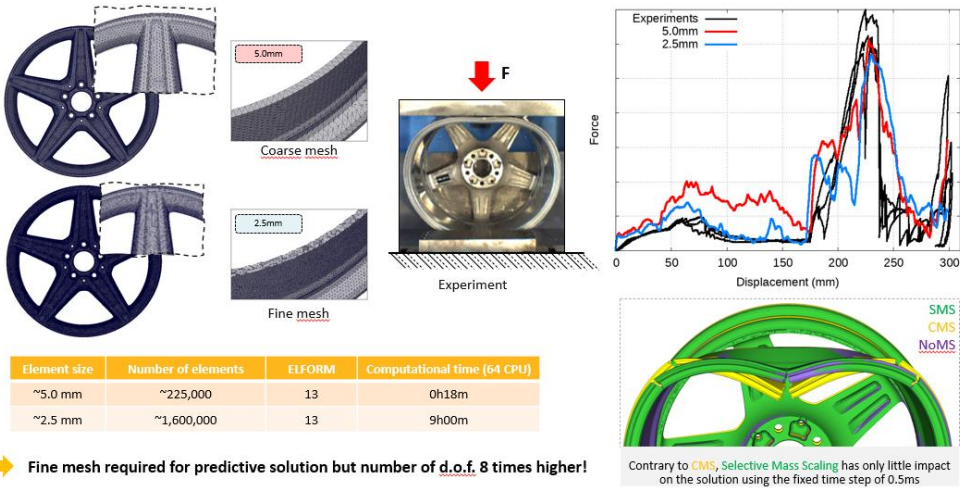 5.0mm
Coarse mesh
2.5mm
Fine mesh
F
Experiment
Experiments
5.0mm
2.5mm
Force
0 50 100 150 200 250 300
Displacement (mm)
Element size Number of elements ELFORM Computational time (64 CPU)
~5.0 mm ~225,000 13 0h18m
~2.5 mm ~1,600,000 13 9h00m
Fine mesh required for predictive solution but number of d.o.f. 8 times higher!
SMS
CMS
NoMS
Contrary to CMS, Selective Mass Scaling has only little impact
on the solution using the fixed time step of 0.5ms